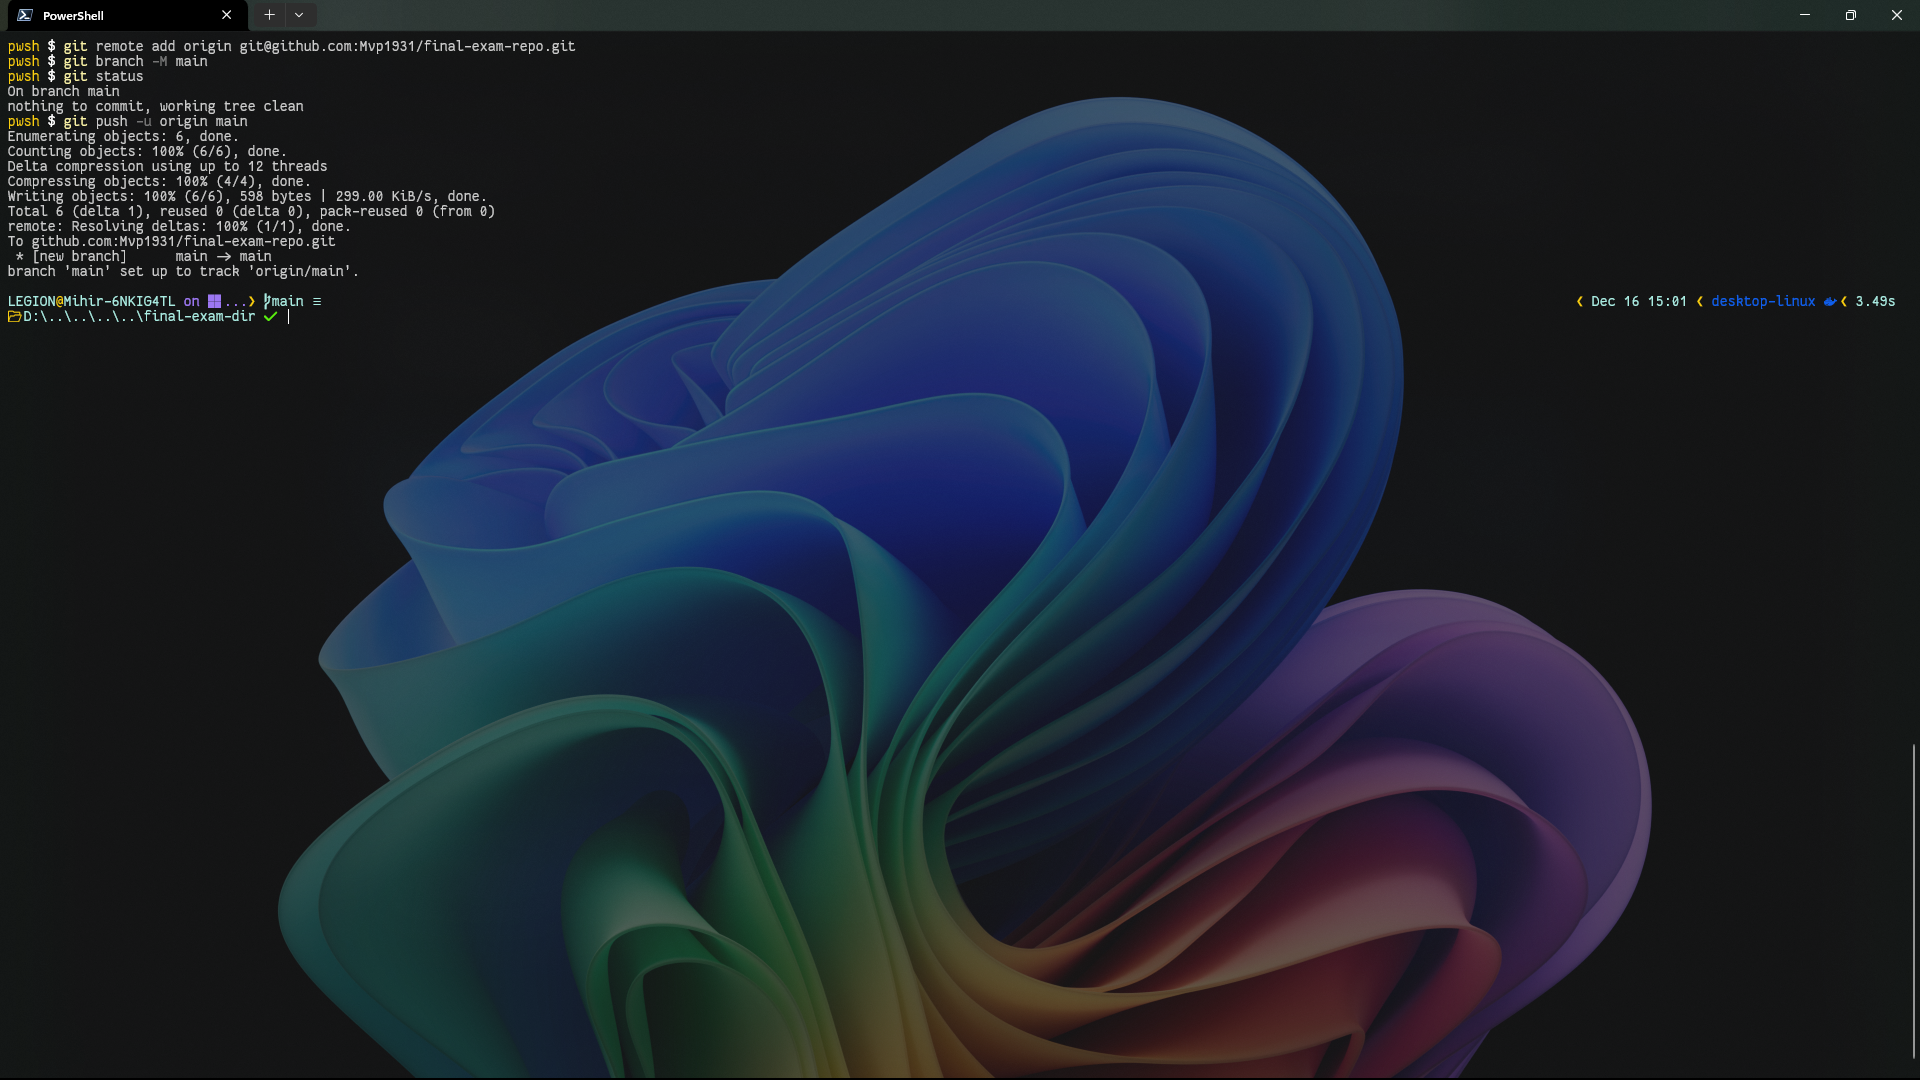 PowerShell
pwsh $ git remote add origin git@github.com:Mvp1931/final-exam-repo.git
pwsh $ git branch -M main
pwsh $ git status
On branch main
nothing to commit, working tree clean
pwsh $ git push -u origin main
Enumerating objects: 6, done.
Counting objects: 100% (6/6), done.
Delta compression using up to 12 threads
Compressing objects: 100% (4/4), done.
Writing objects: 100% (6/6), 598 bytes | 299.00 KiB/s, done.
Total 6 (delta 1), reused 0 (delta 0), pack-reused 0 (from 0)
remote: Resolving deltas: 100% (1/1), done.
To github.com:Mvp1931/final-exam-repo.git
 * [new branch]      main -> main
branch 'main' set up to track 'origin/main'.
LEGION@Mihir-6NKIG4TL on ...❯ main ≡ ❮ Dec 16 15:01 ❮ desktop-linux ❮ 3.49s
D:\..\..\..\..\final-exam-dir ✓